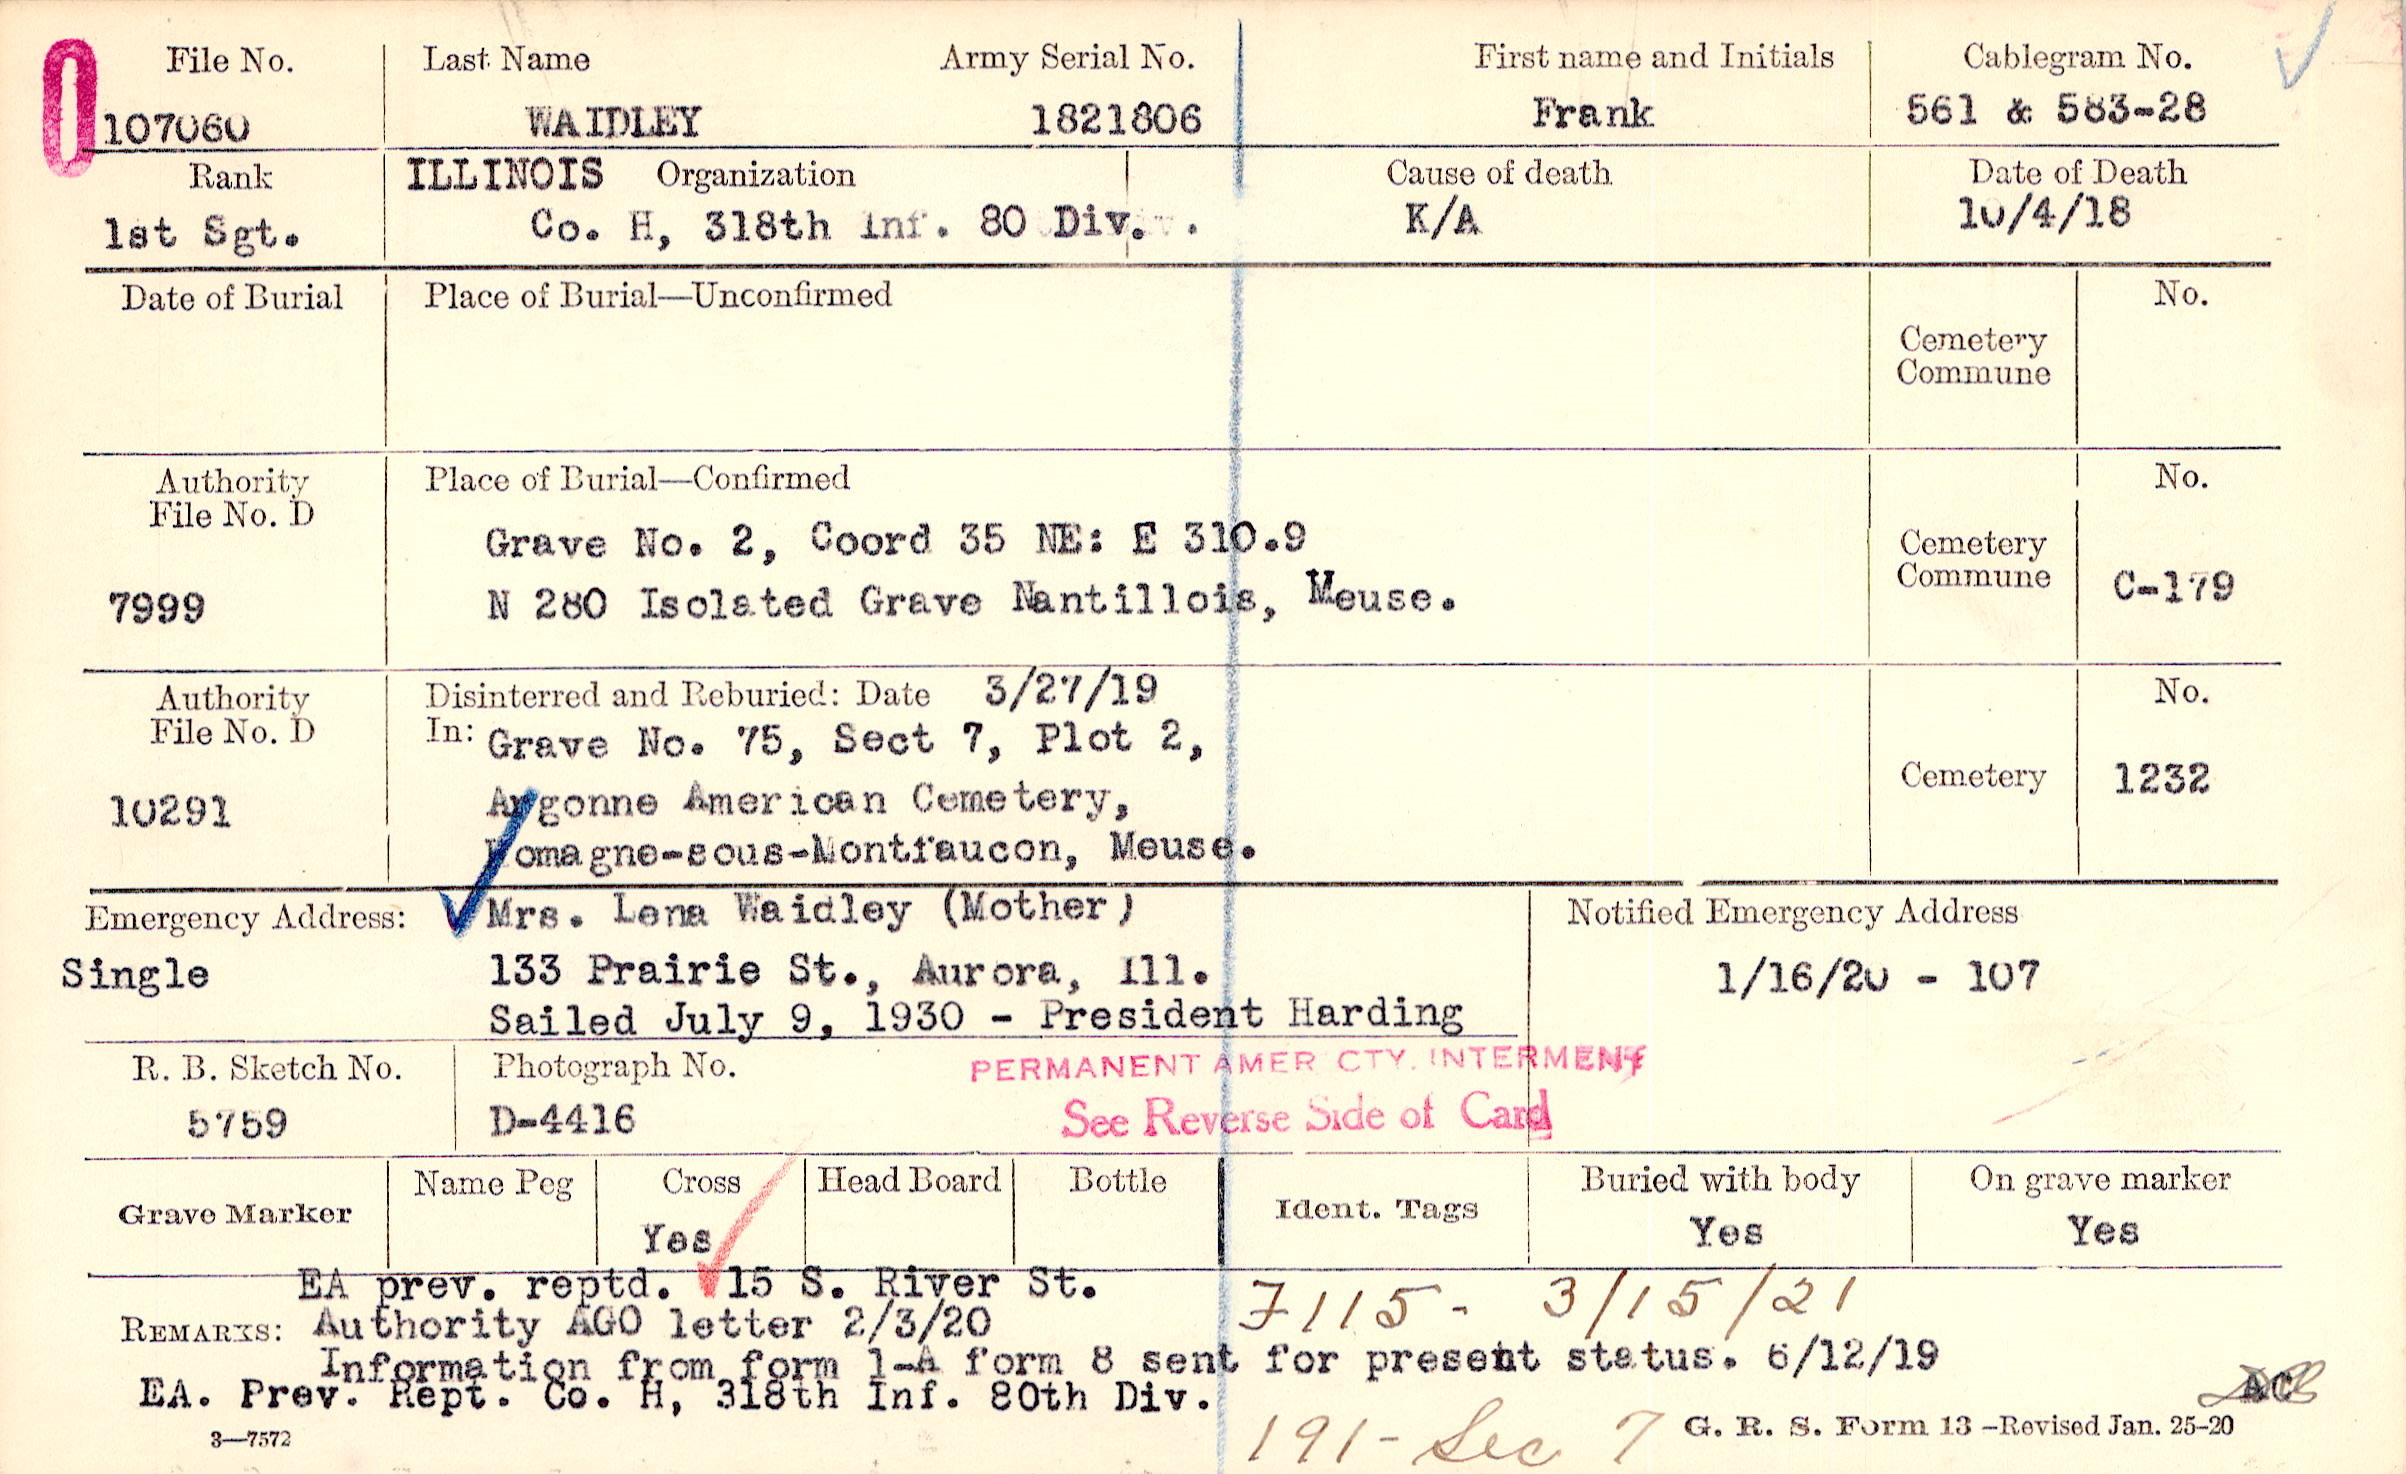 File No. Last Name Army Serial No. First name and Initials Cablegram No.
107060 WAIDLEY 1821806 Frank 561 & 583-28
Rank ILLINOIS Organization Cause of death Date of Death
1st Sgt. Co. H, 318th Inf. 80 Div. K/A 10/4/18
Date of Burial Place of Burial—Unconfirmed No.
Cemetery
Commune
Authority Place of Burial—Confirmed No.
File No. D
Grave No. 2, Coord 35 NE: E 310.9 Cemetery
7999 N 280 Isolated Grave Nantillois, Meuse. Commune C-179
Authority Disinterred and Reburied: Date 3/27/19 No.
File No. D In: Grave No. 75, Sect 7, Plot 2,
10291 Argonne American Cemetery, Cemetery 1232
Romagne-sous-Montfaucon, Meuse.
Emergency Address: Mrs. Lena Waidley (Mother) Notified Emergency Address
Single 133 Prairie St., Aurora, Ill. 1/16/20 - 107
Sailed July 9, 1930 - President Harding
R. B. Sketch No. Photograph No. PERMANENT AMER CTY. INTERMENT
5759 D-4416 See Reverse Side of Card
Grave Marker Name Peg Cross Head Board Bottle Ident. Tags Buried with body On grave marker
Yes Yes Yes
EA prev. reptd. 15 S. River St. 7115 - 3/15/21
REMARKS: Authority AGO letter 2/3/20
Information from form 1-A form 8 sent for present status. 6/12/19
EA. Prev. Rept. Co. H, 318th Inf. 80th Div. AC
3—7572 191 - Sec 7 G. R. S. Form 13 —Revised Jan. 25-20